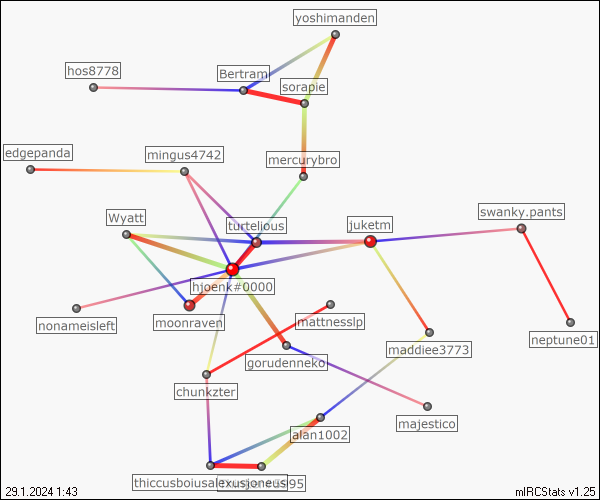 yoshimanden
hos8778
Bertram
sorapie
edgepanda
mingus4742
mercurybro
Wyatt
turtelious
juketm
swanky.pants
hjoenk#0000
nonameisleft
moonraven
mattnesslp
neptune01
maddiee3773
gorudenneko
chunkzter
majestico
alan1002
29.1.2024 1:43
mIRCStats v1.25